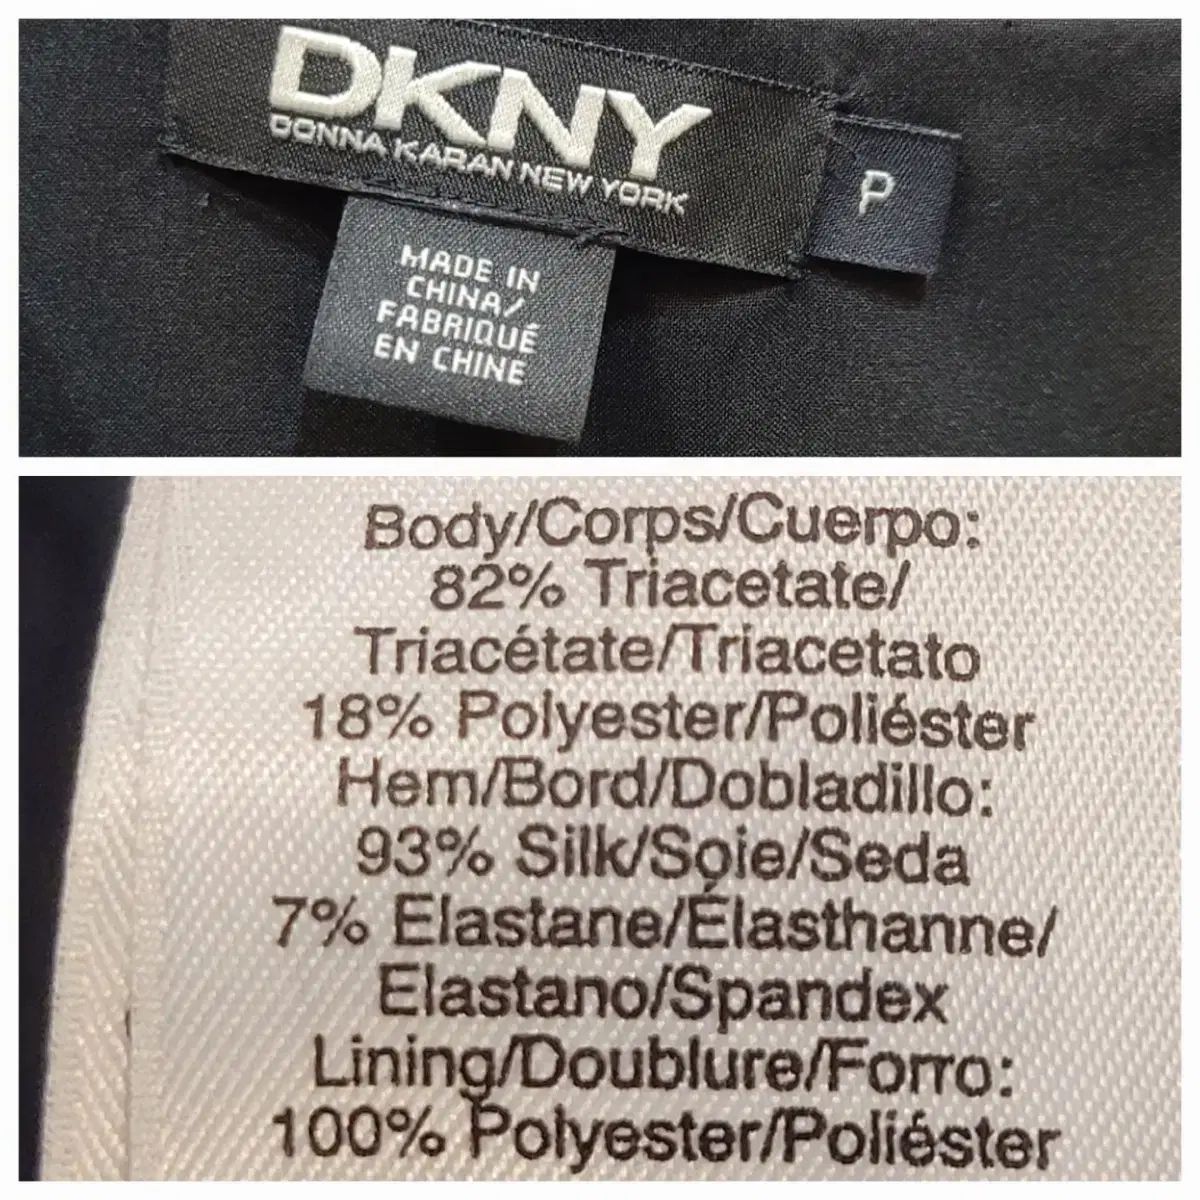 DKNY
DONNA KARAN NEW YORK
P
MADE IN
CHINA/
FABRIQUÉ
EN CHINE
Body/Corps/Cuerpo:
82% Triacetate/
Triacétate/Triacetato
18% Polyester/Poliéster
Hem/Bord/Dobladillo:
93% Silk/Soie/Seda
7% Elastane/Élasthanne/
Elastano/Spandex
Lining/Doublure/Forro:
100% Polyester/Poliéster